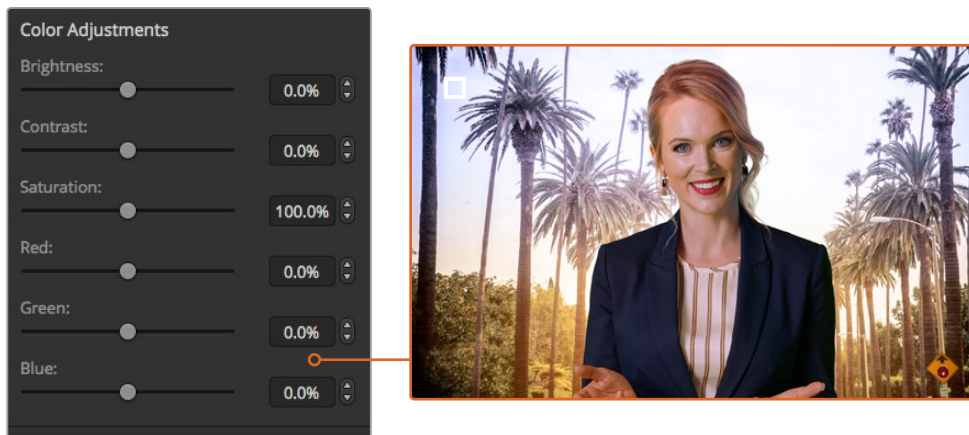 Color Adjustments
Brightness:
0.0%
Contrast:
0.0%
Saturation:
100.0%
Red:
0.0%
Green:
0.0%
Blue:
0.0%